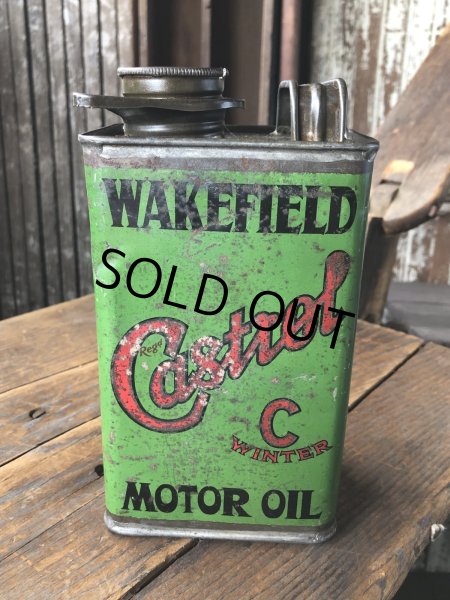 WAKEFIELD
SOLD OUT
Regd
Castrol
C
WINTER
MOTOR OIL